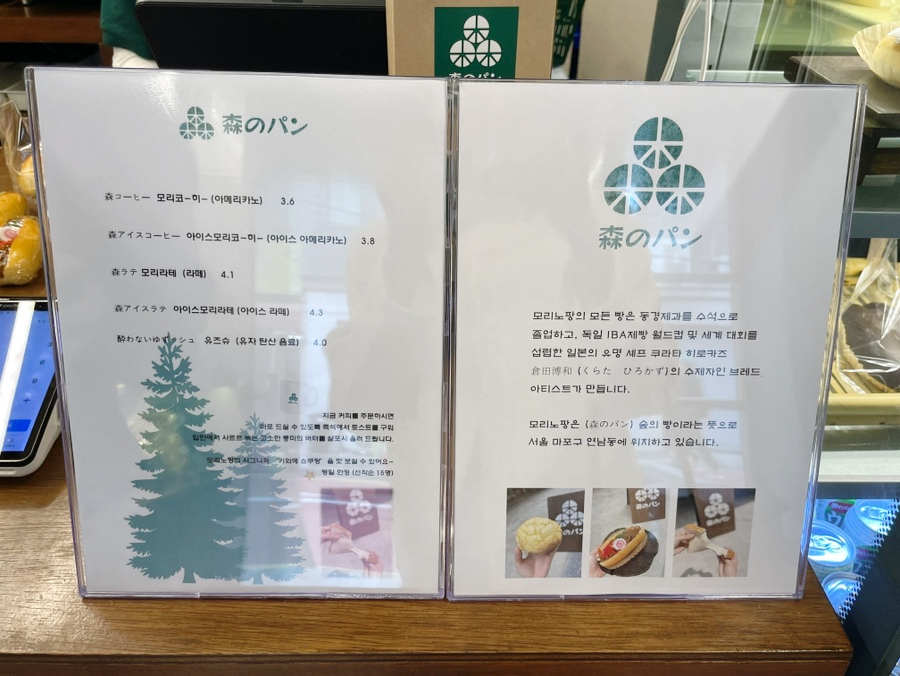 森のパン
森のパン
森コーヒー 모리코-히- (아메리카노) 3.6
森アイスコーヒー 아이스모리코-히- (아이스 아메리카노) 3.8
森ラテ 모리라테 (라떼) 4.1
森アイスラテ 아이스모리라테 (아이스 라떼) 4.3
酔わないゆずッシュ 유즈슈 (유자 탄산 음료) 4.0
지금 커피를 주문하시면
바로 드실 수 있도록 즉석에서 토스트를 구워
입안에서 사르르 녹는 고소한 풍미의 버터를 살포시 올려 드립니다.
모리노팡의 시그니처 "키와메 쇼쿠팡" 을 맛 보실 수 있어요~
평일 한정 (선착순 15명)
森のパン
모리노팡의 모든 빵은 동경제과를 수석으로
졸업하고, 독일 IBA제빵 월드컵 및 세계 대회를
섭렵한 일본의 유명 셰프 쿠라타 히로카즈
倉田博和 (くらた ひろかず)의 수제자인 브레드
아티스트가 만듭니다.
모리노팡은 (森のパン) 숲의 빵이라는 뜻으로
서울 마포구 연남동에 위치하고 있습니다.
森のパン
森のパン